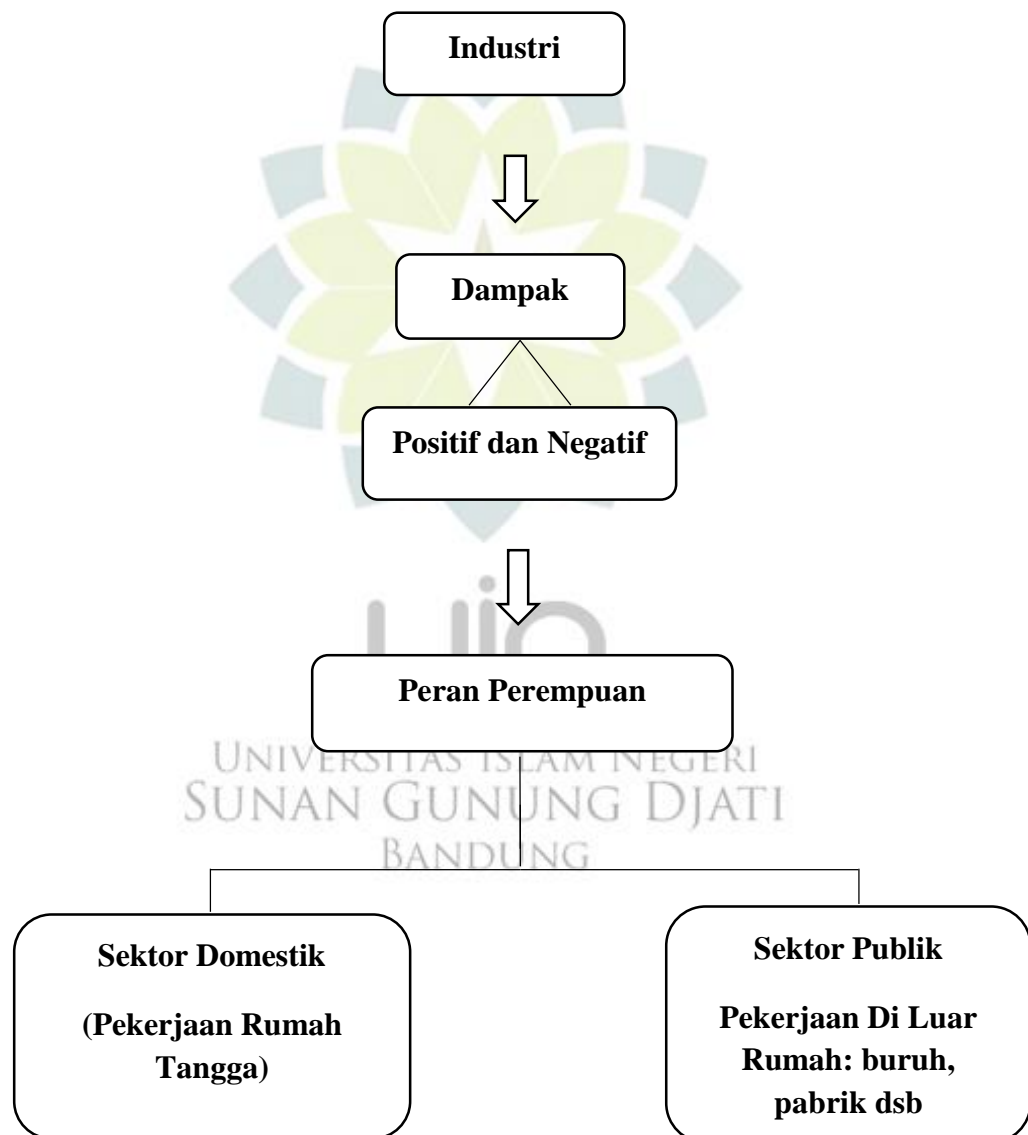 Industri
Dampak
Positif dan Negatif
Peran Perempuan
UNIVERSITAS ISLAM NEGERI
SUNAN GUNUNG DJATI
BANDUNG
Sektor Domestik
(Pekerjaan Rumah
Tangga)
Sektor Publik
Pekerjaan Di Luar
Rumah: buruh,
pabrik dsb